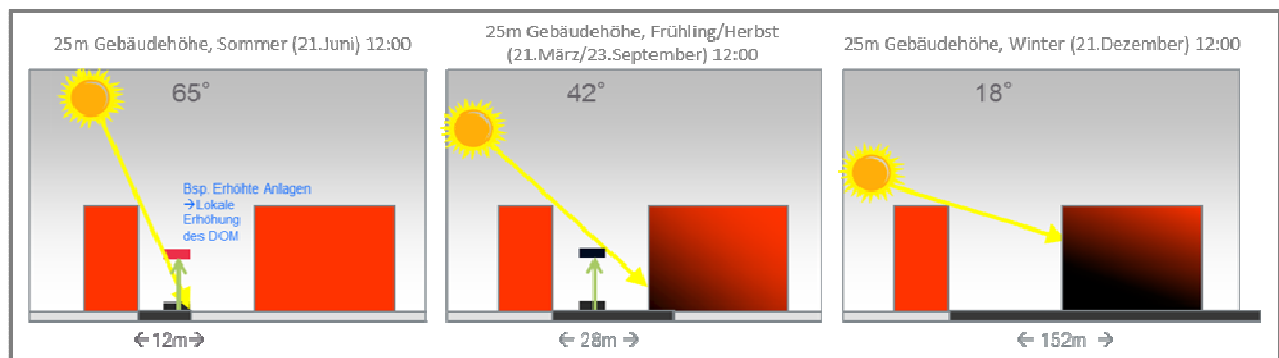 25m Gebäudehöhe, Sommer (21.Juni) 12:00
65°
Bsp. Erhöhte Anlagen
→Lokale
Erhöhung
des DOM
←12m→
25m Gebäudehöhe, Frühling/Herbst
(21.März/23.September) 12:00
42°
←28m→
25m Gebäudehöhe, Winter (21.Dezember) 12:00
18°
←152m→